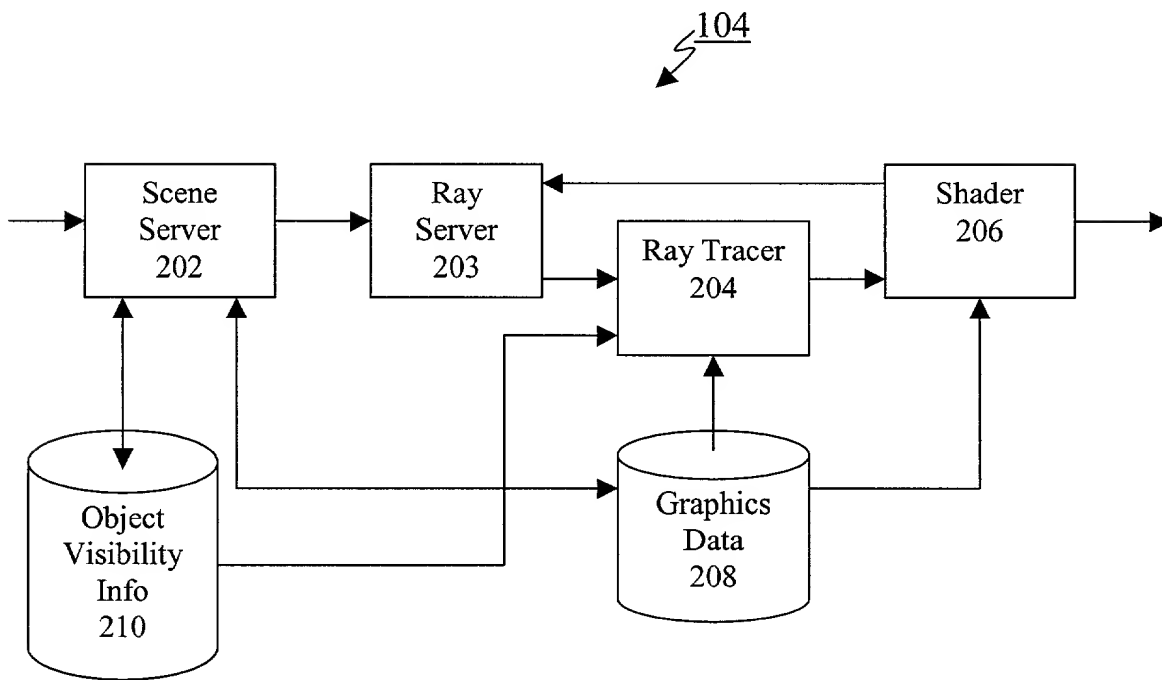 104
Scene
Server
202
Ray
Server
203
Ray Tracer
204
Shader
206
Object
Visibility
Info
210
Graphics
Data
208